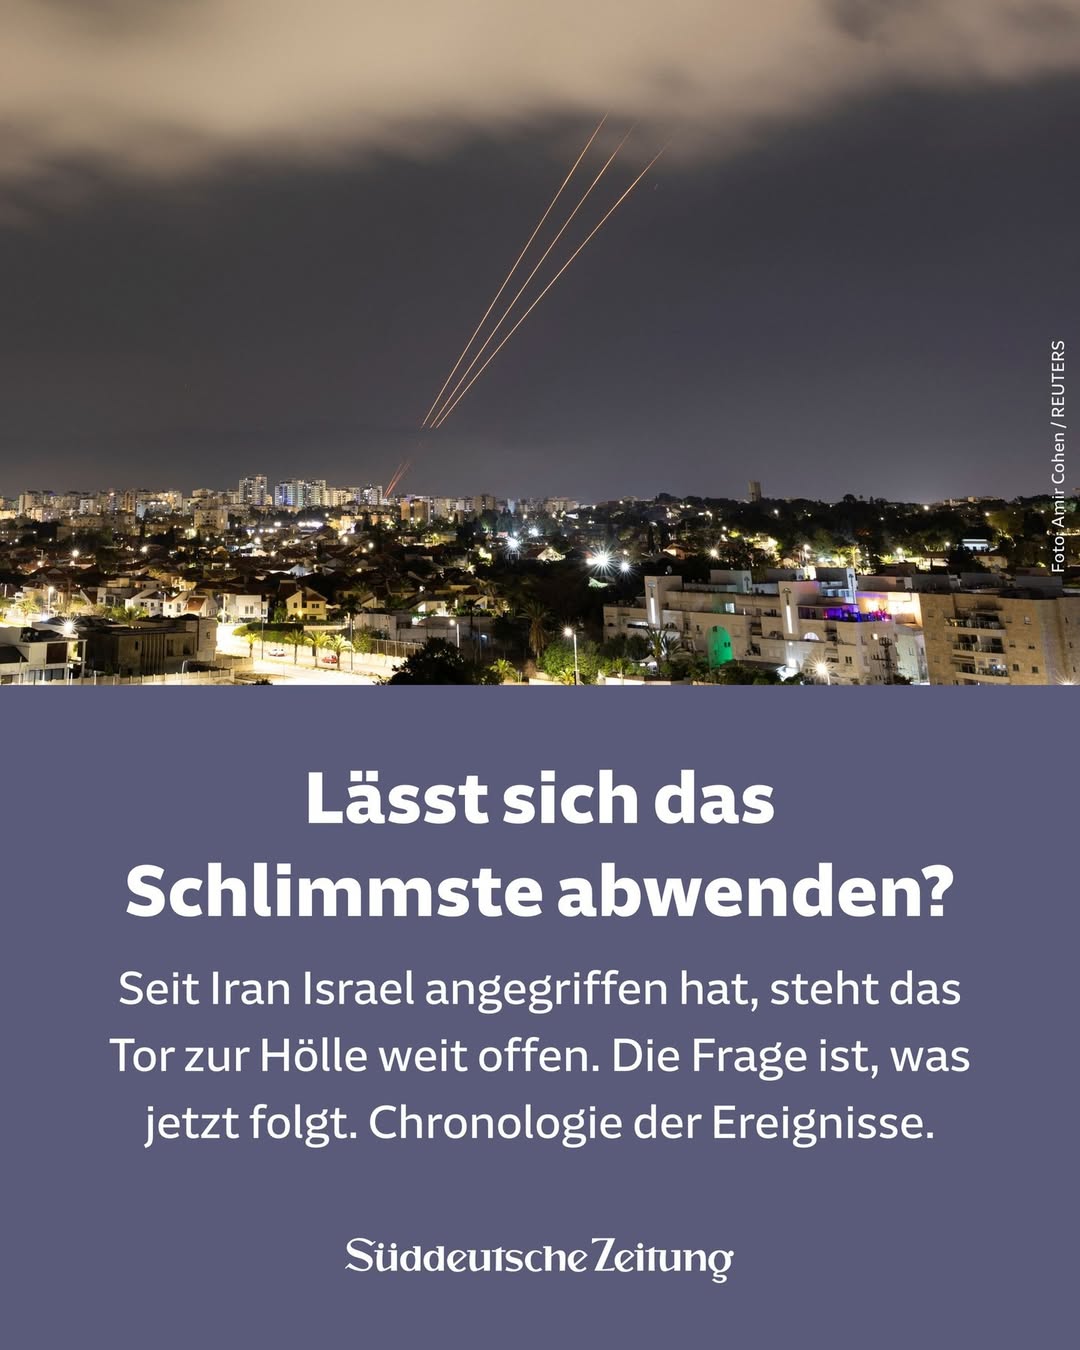 Foto: Amir Cohen / REUTERS
Lässt sich das
Schlimmste abwenden?
Seit Iran Israel angegriffen hat, steht das
Tor zur Hölle weit offen. Die Frage ist, was
jetzt folgt. Chronologie der Ereignisse.
Süddeutsche Zeitung